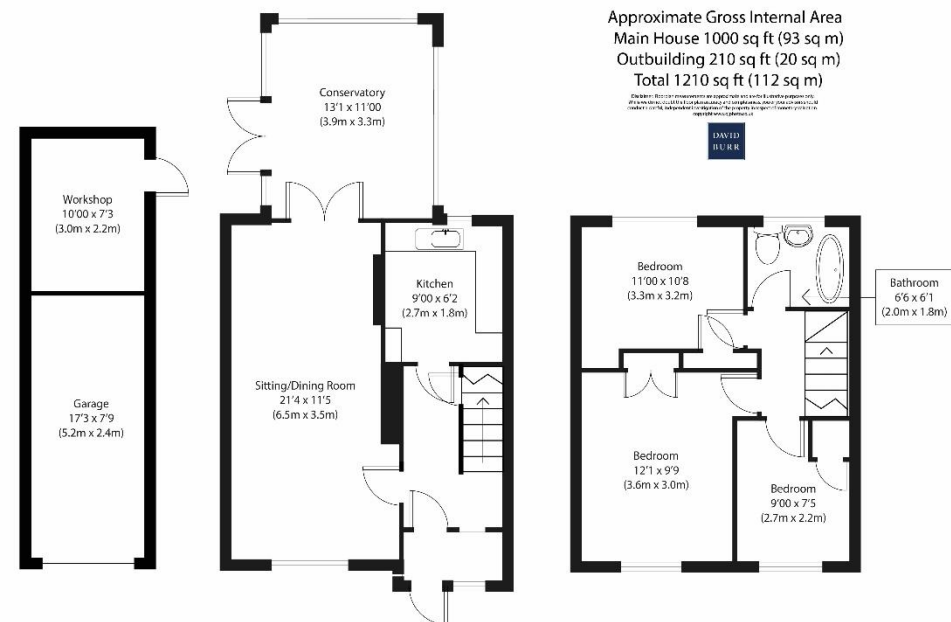 Approximate Gross Internal Area
Main House 1000 sq ft (93 sq m)
Outbuilding 210 sq ft (20 sq m)
Total 1210 sq ft (112 sq m)
DAVID
BURR
Conservatory
13'1 x 11'00
(3.9m x 3.3m)
Workshop
10'00 x 7'3
(3.0m x 2.2m)
Kitchen
9'00 x 6'2
(2.7m x 1.8m)
Bedroom
11'00 x 10'8
(3.3m x 3.2m)
Bathroom
6'6 x 6'1
(2.0m x 1.8m)
Garage
17'3 x 7'9
(5.2m x 2.4m)
Sitting/Dining Room
21'4 x 11'5
(6.5m x 3.5m)
Bedroom
12'1 x 9'9
(3.6m x 3.0m)
Bedroom
9'00 x 7'5
(2.7m x 2.2m)